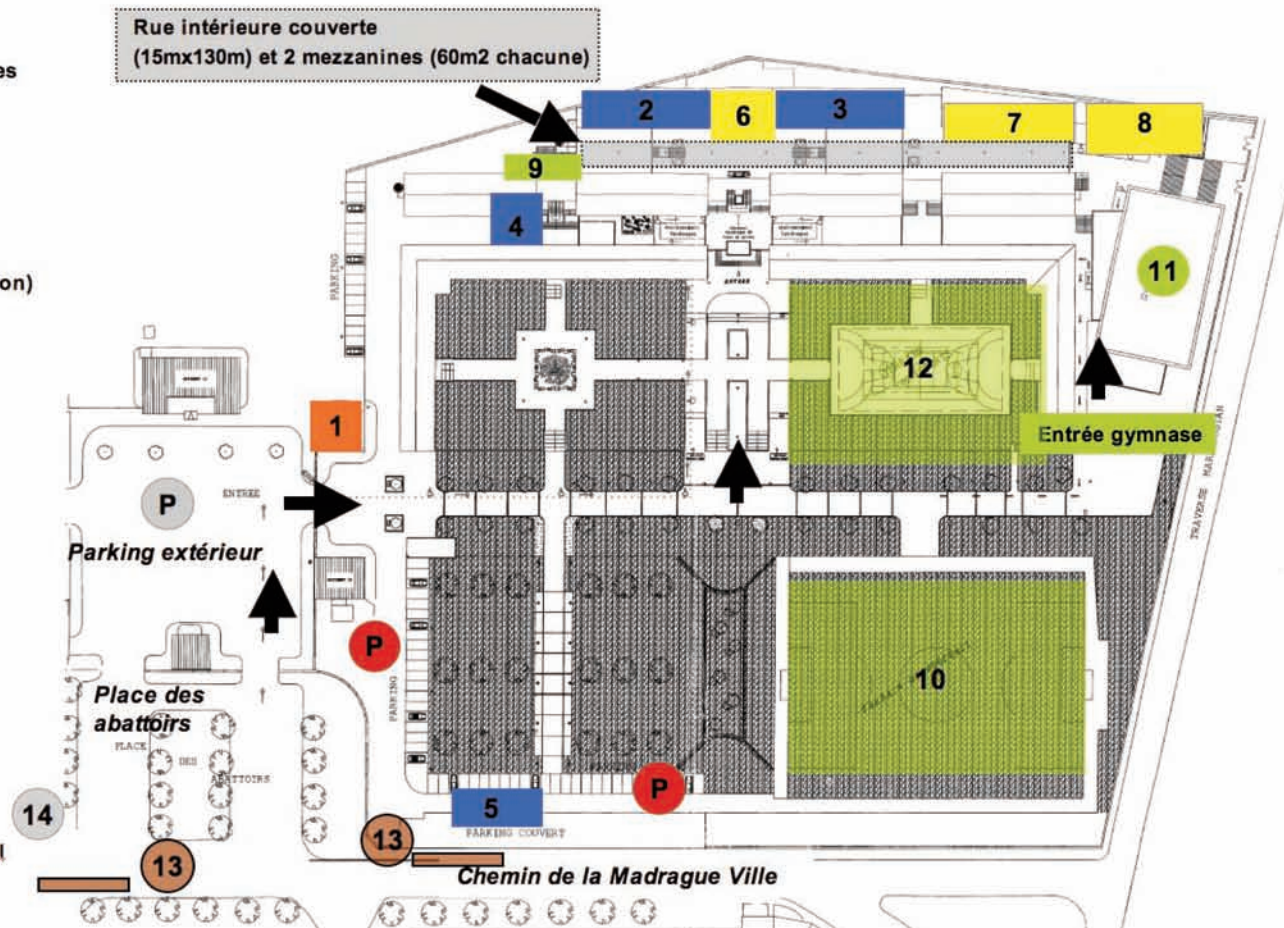 Rue intérieure couverte
(15mx130m) et 2 mezzanines (60m2 chacune)
es
2
6
3
7
8
9
4
11
on)
PARKING
ENTREE
12
1
Entrée gymnase
P
ENTREE
Parking extérieur
TRAVERSE MAR
P
10
PARKING
Place des
abattoirs
PLACE
DES
ABATTOIRS
P
14
5
PARKING COUVERT
13
13
Chemin de la Madrague Ville